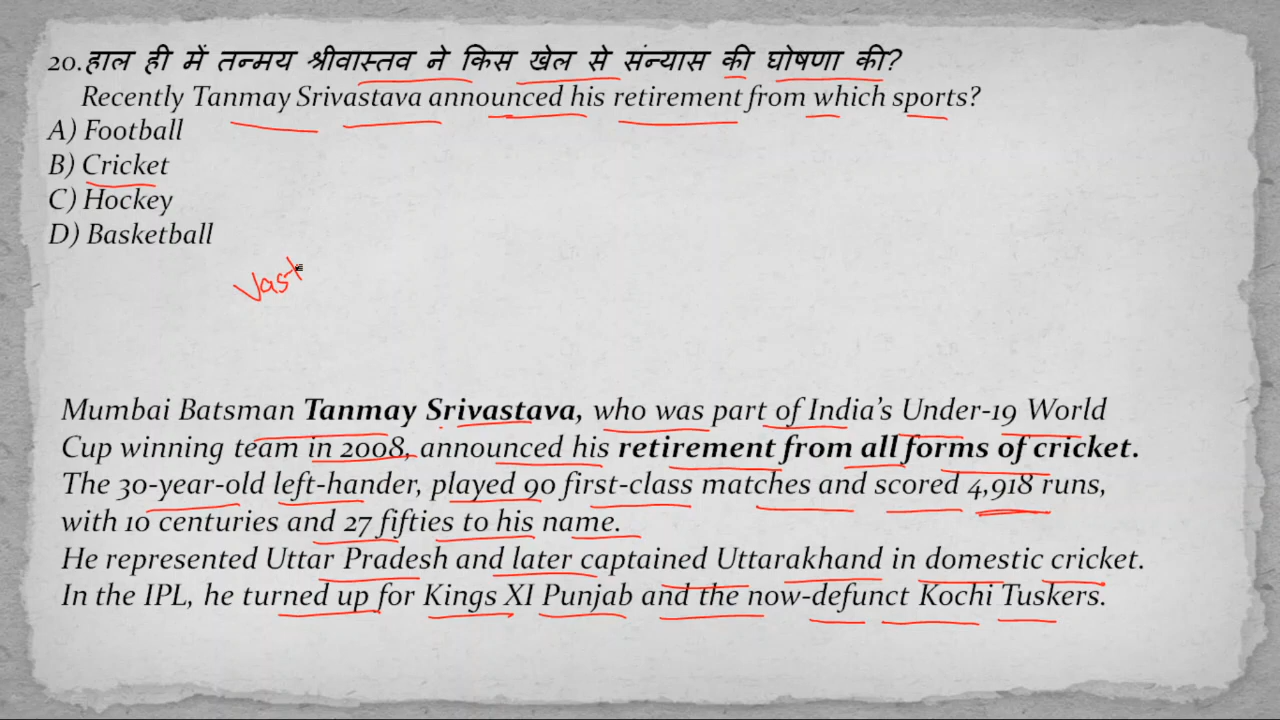 20.हाल ही में तन्मय श्रीवास्तव ने किस खेल से संन्यास की घोषणा की?
Recently Tanmay Srivastava announced his retirement from which sports?
A) Football
B) Cricket
C) Hockey
D) Basketball
Vast
Mumbai Batsman Tanmay Srivastava, who was part of India's Under-19 World
Cup winning team in 2008, announced his retirement from all forms of cricket.
The 30-year-old left-hander, played 90 first-class matches and scored 4,918 runs,
with 10 centuries and 27 fifties to his name.
He represented Uttar Pradesh and later captained Uttarakhand in domestic cricket.
In the IPL, he turned up for Kings XI Punjab and the now-defunct Kochi Tuskers.